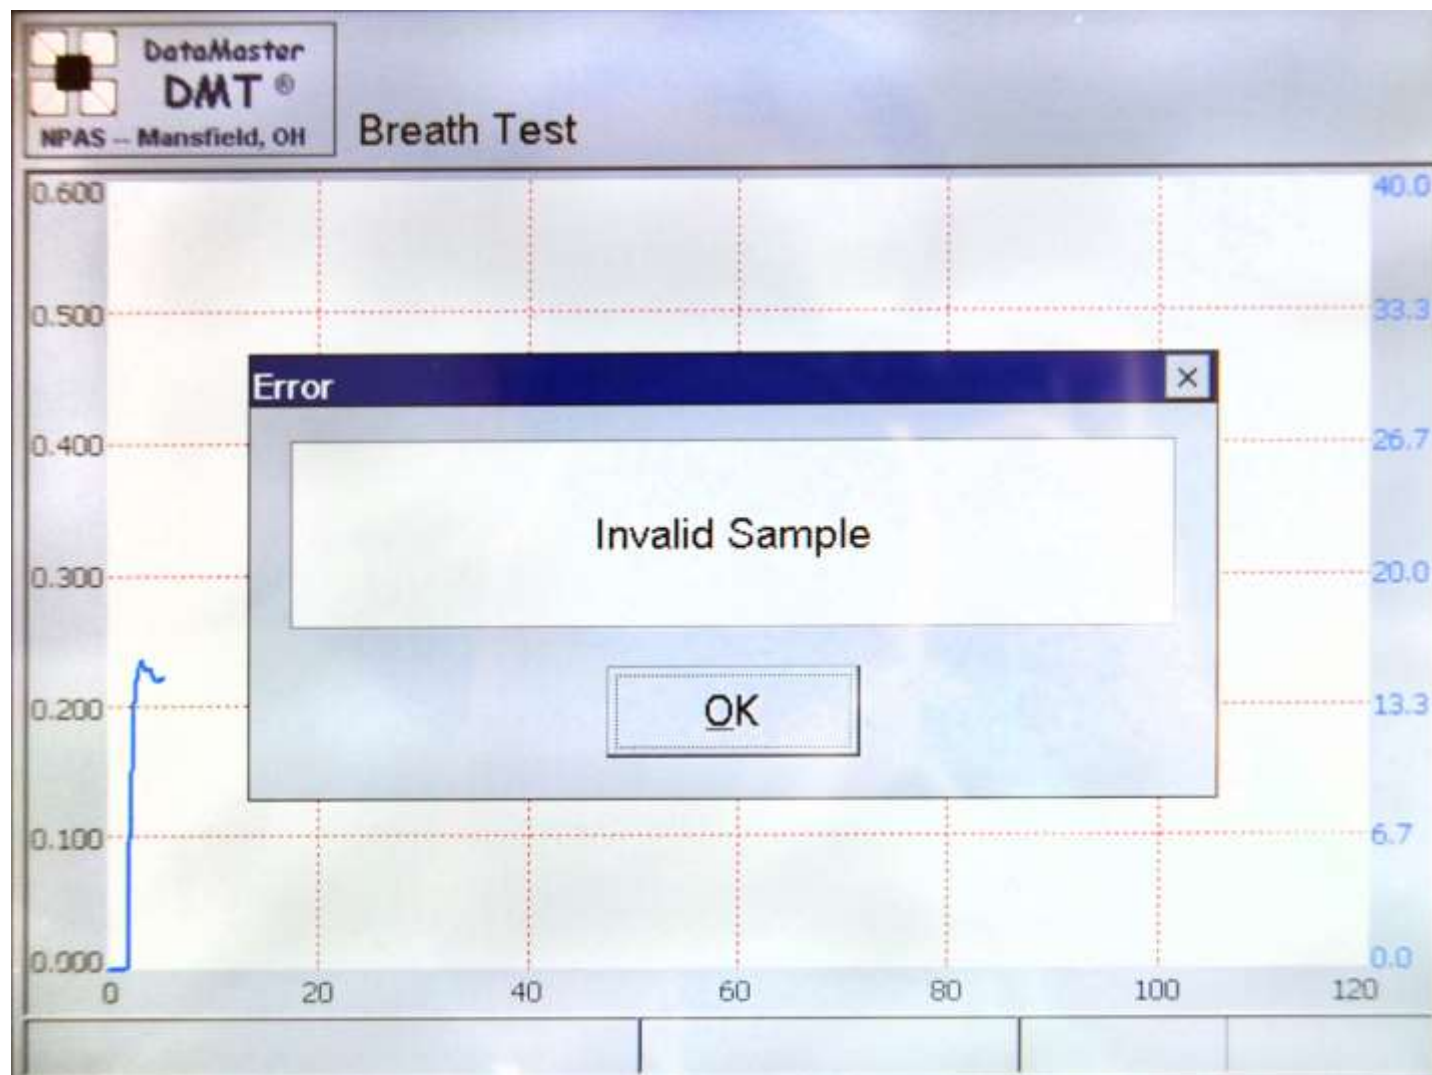 DataMaster
DMT ®
NPAS -- Mansfield, OH
Breath Test
0.600
40.0
0.500
33.3
Error
0.400
26.7
Invalid Sample
0.300
20.0
OK
0.200
13.3
0.100
6.7
0.000
0.0
0 20 40 60 80 100 120